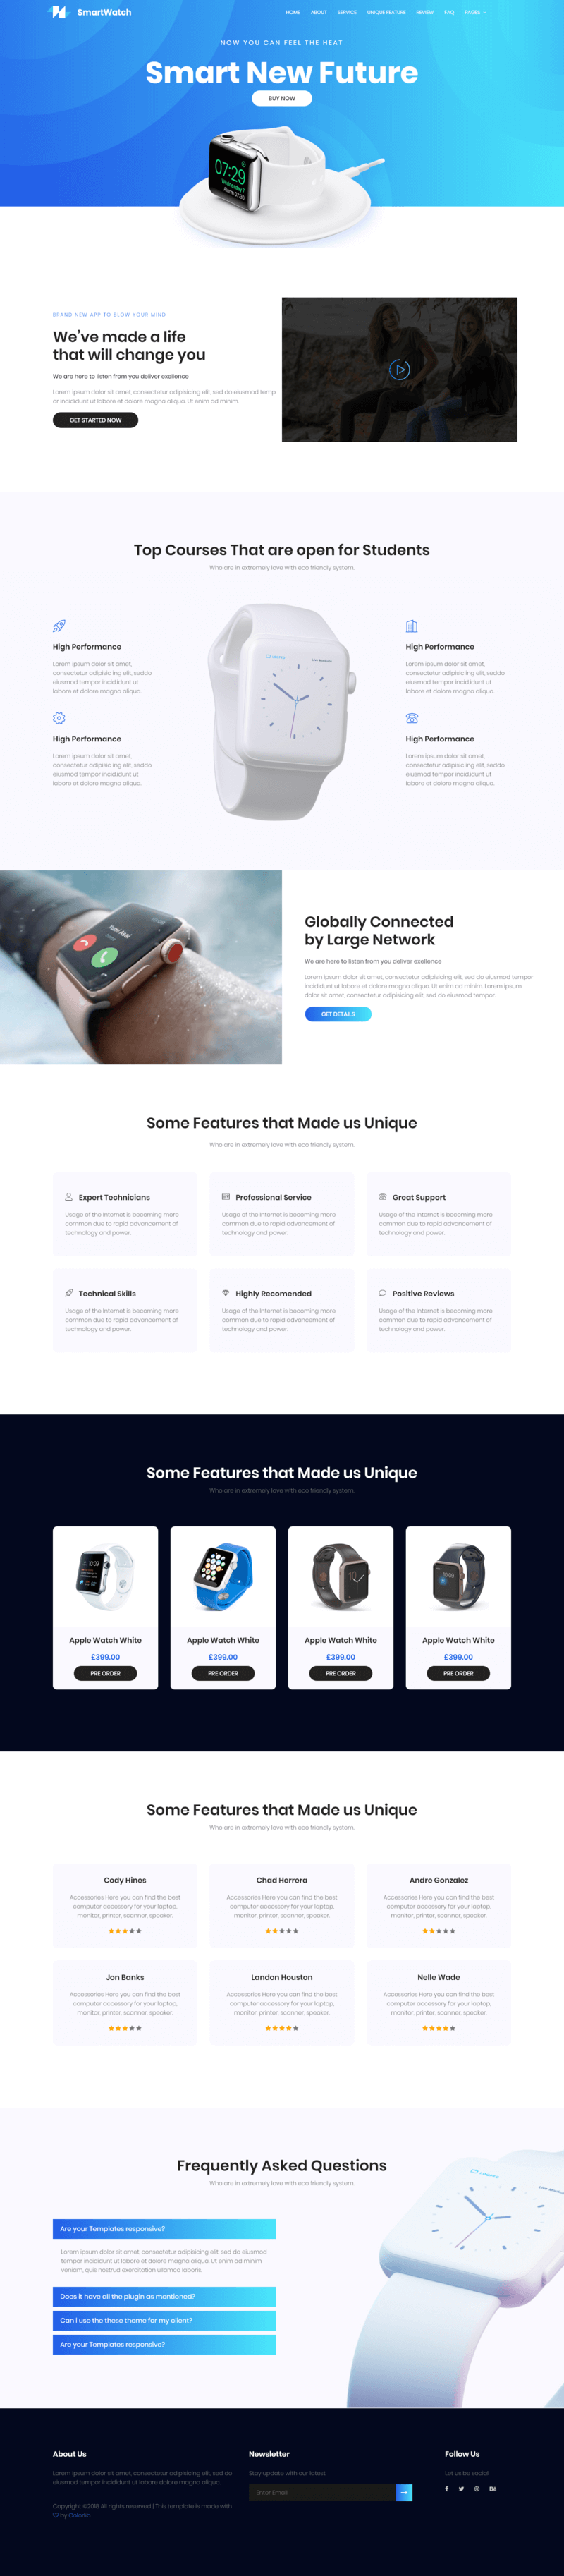 SmartWatch
HOME ABOUT SERVICE UNIQUE FEATURE REVIEW FAQ PAGES
NOW YOU CAN FEEL THE HEAT
Smart New Future
BUY NOW
07:29
Wednesday 7
Alarm 07:30
BRAND NEW APP TO BLOW YOUR MIND
We've made a life
that will change you
We are here to listen from you deliver exellence
Lorem ipsum dolor sit amet, consectetur adipisicing elit, sed do eiusmod temp
or incididunt ut labore et dolore magna aliqua. Ut enim ad minim.
GET STARTED NOW
Top Courses That are open for Students
Who are in extremely love with eco friendly system.
High Performance
Lorem ipsum dolor sit amet,
consectetur adipisic ing elit, seddo
eiusmod tempor incid.idunt ut
labore et dolore magna aliqua.
High Performance
Lorem ipsum dolor sit amet,
consectetur adipisic ing elit, seddo
eiusmod tempor incid.idunt ut
labore et dolore magna aliqua.
High Performance
Lorem ipsum dolor sit amet,
consectetur adipisic ing elit, seddo
eiusmod tempor incid.idunt ut
labore et dolore magna aliqua.
High Performance
Lorem ipsum dolor sit amet,
consectetur adipisic ing elit, seddo
eiusmod tempor incid.idunt ut
labore et dolore magna aliqua.
Yumi Asai
Globally Connected
by Large Network
We are here to listen from you deliver exellence
Lorem ipsum dolor sit amet, consectetur adipisicing elit, sed do eiusmod tempor
incididunt ut labore et dolore magna aliqua. Ut enim ad minim. Lorem ipsum
dolor sit amet, consectetur adipisicing elit, sed do eiusmod tempor.
GET DETAILS
Some Features that Made us Unique
Who are in extremely love with eco friendly system.
Expert Technicians
Usage of the Internet is becoming more
common due to rapid advancement of
technology and power.
Professional Service
Usage of the Internet is becoming more
common due to rapid advancement of
technology and power.
Great Support
Usage of the Internet is becoming more
common due to rapid advancement of
technology and power.
Technical Skills
Usage of the Internet is becoming more
common due to rapid advancement of
technology and power.
Highly Recomended
Usage of the Internet is becoming more
common due to rapid advancement of
technology and power.
Positive Reviews
Usage of the Internet is becoming more
common due to rapid advancement of
technology and power.
Some Features that Made us Unique
Who are in extremely love with eco friendly system.
10:09
Apple Watch White
£399.00
PRE ORDER
Apple Watch White
£399.00
PRE ORDER
Apple Watch White
£399.00
PRE ORDER
10:09
Apple Watch White
£399.00
PRE ORDER
Some Features that Made us Unique
Who are in extremely love with eco friendly system.
Cody Hines
Accessories Here you can find the best
computer accessory for your laptop,
monitor, printer, scanner, speaker.
Chad Herrera
Accessories Here you can find the best
computer accessory for your laptop,
monitor, printer, scanner, speaker.
Andre Gonzalez
Accessories Here you can find the best
computer accessory for your laptop,
monitor, printer, scanner, speaker.
Jon Banks
Accessories Here you can find the best
computer accessory for your laptop,
monitor, printer, scanner, speaker.
Landon Houston
Accessories Here you can find the best
computer accessory for your laptop,
monitor, printer, scanner, speaker.
Nelle Wade
Accessories Here you can find the best
computer accessory for your laptop,
monitor, printer, scanner, speaker.
Frequently Asked Questions
Who are in extremely love with eco friendly system.
Are your Templates responsive?
Lorem ipsum dolor sit amet, consectetur adipisicing elit, sed do eiusmod
tempor incididunt ut labore et dolore magna aliqua. Ut enim ad minim
veniam, quis nostrud exercitation ullamco laboris.
Does it have all the plugin as mentioned?
Can i use the these theme for my client?
Are your Templates responsive?
About Us
Lorem ipsum dolor sit amet, consectetur adipisicing elit, sed do
eiusmod tempor incididunt ut labore et dolore magna aliqua.
Copyright ©2018 All rights reserved | This template is made with
by Colorlib
Newsletter
Stay update with our latest
Enter Email
Follow Us
Let us be social